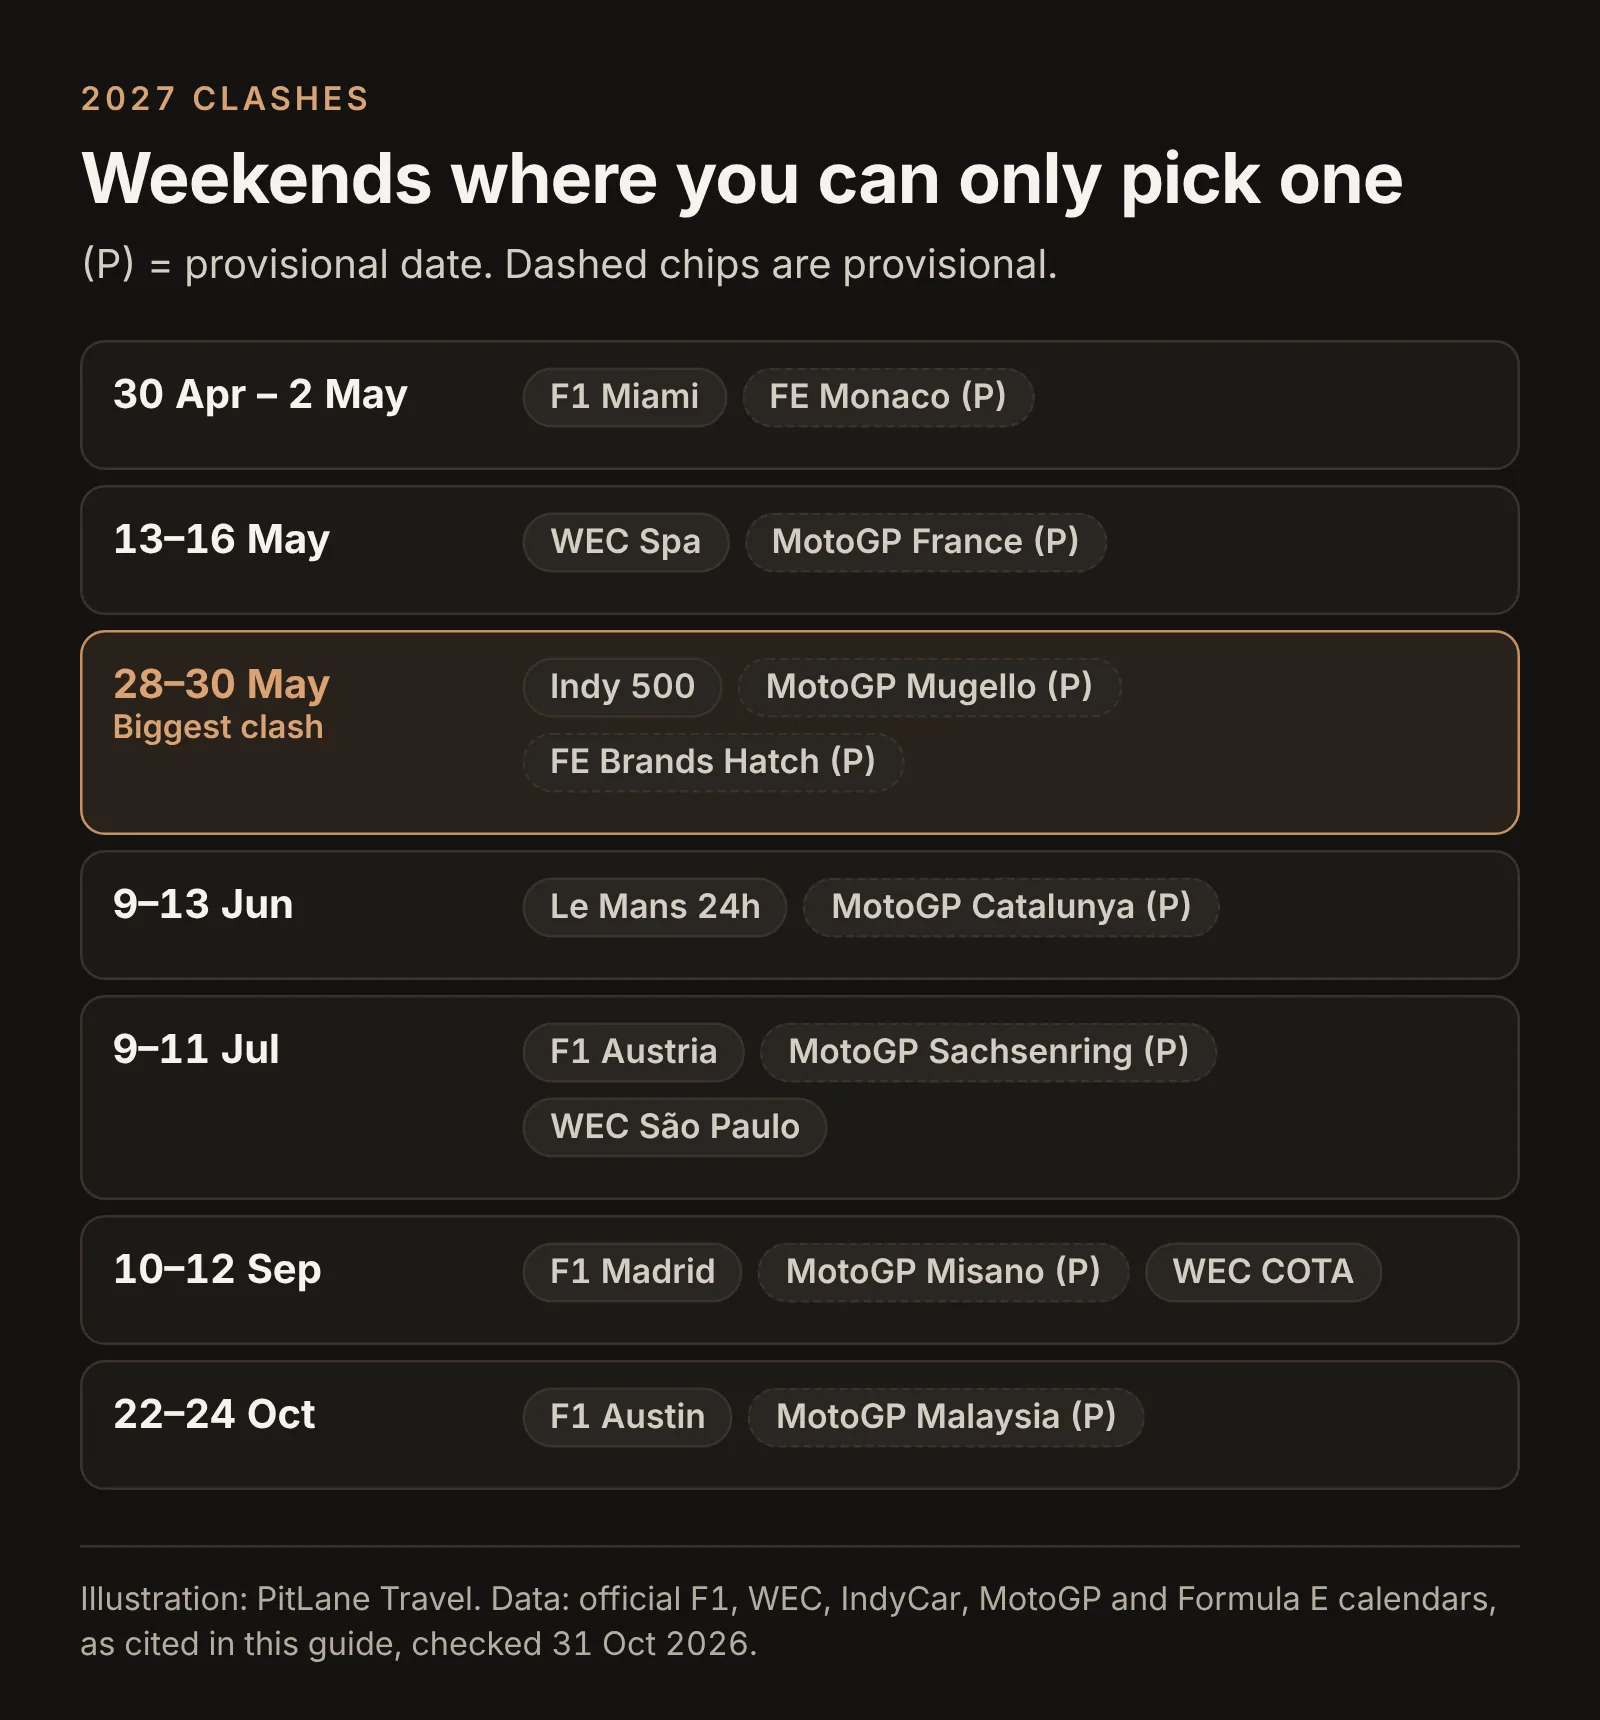 2027 CLASHES
Weekends where you can only pick one
(P) = provisional date. Dashed chips are provisional.
30 Apr – 2 May
F1 Miami
FE Monaco (P)
13–16 May
WEC Spa
MotoGP France (P)
28–30 May
Biggest clash
Indy 500
MotoGP Mugello (P)
FE Brands Hatch (P)
9–13 Jun
Le Mans 24h
MotoGP Catalunya (P)
9–11 Jul
F1 Austria
MotoGP Sachsenring (P)
WEC São Paulo
10–12 Sep
F1 Madrid
MotoGP Misano (P)
WEC COTA
22–24 Oct
F1 Austin
MotoGP Malaysia (P)
Illustration: PitLane Travel. Data: official F1, WEC, IndyCar, MotoGP and Formula E calendars,
as cited in this guide, checked 31 Oct 2026.